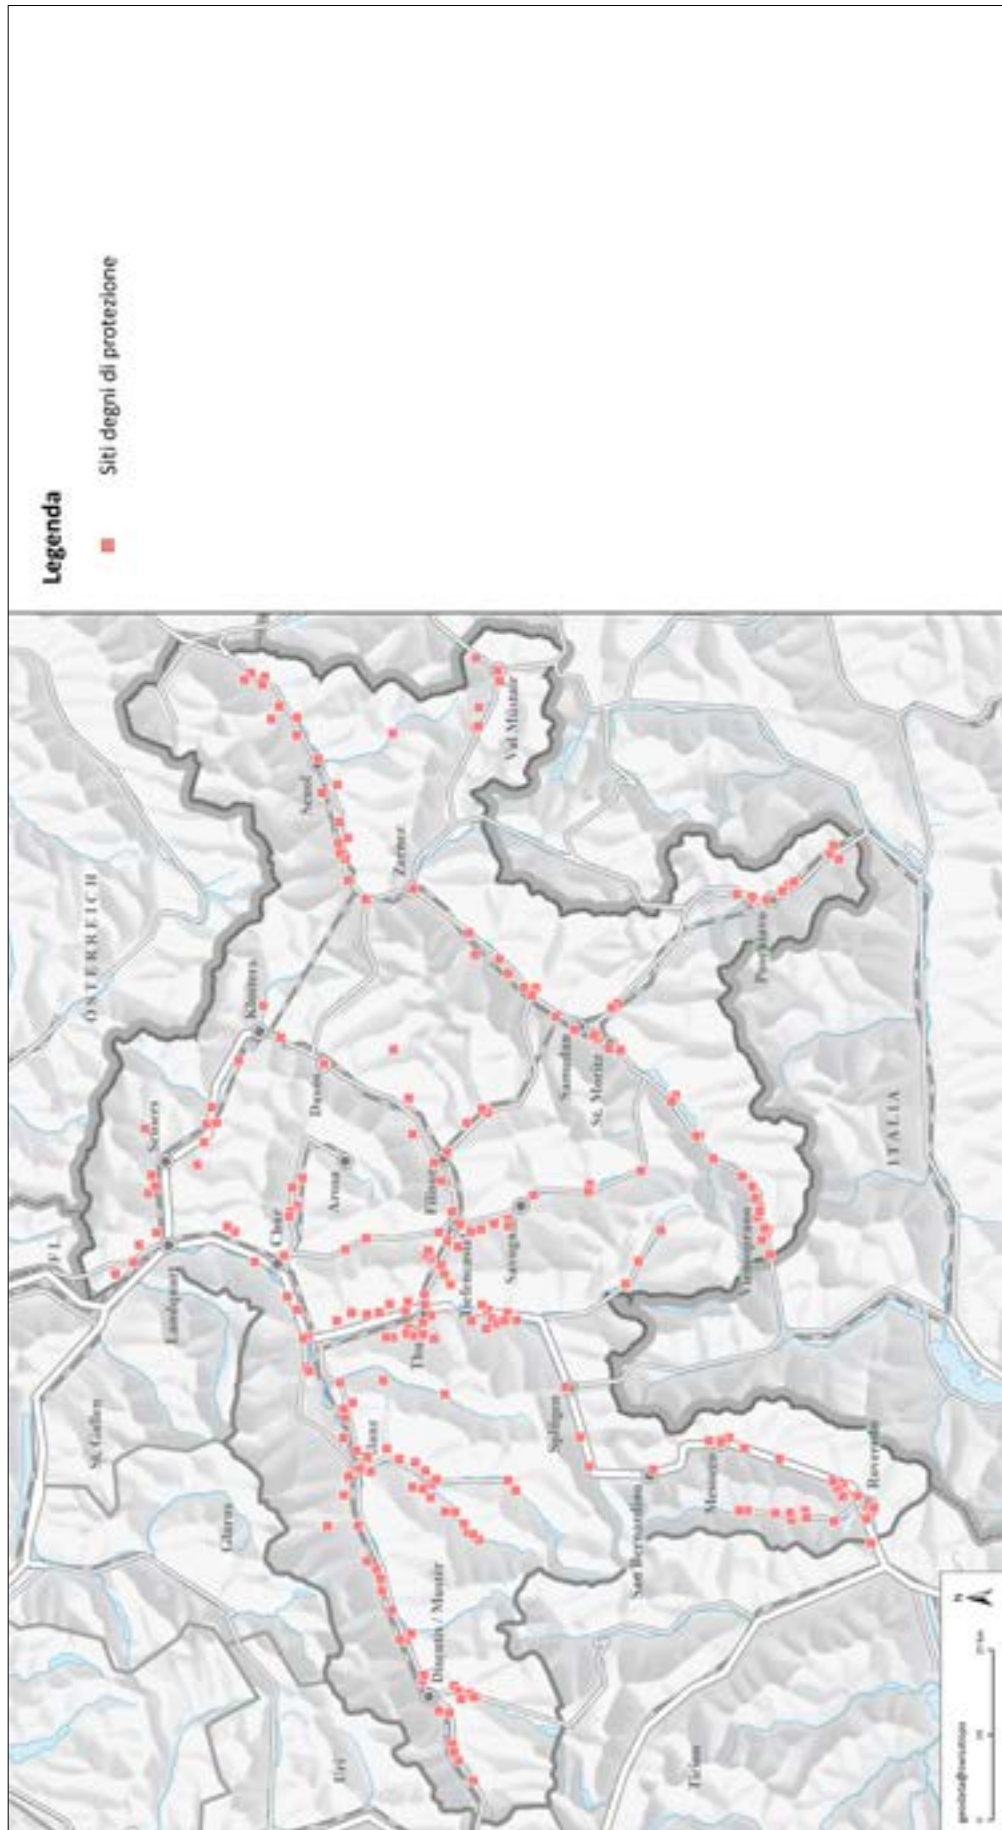 Legenda
Siti degni di protezione
ÖSTERREICH
FL
St. Gallen
Glarus
Uri
Ticino
ITALIA
Landquart
Schiers
Klosters
Chur
Arosa
Davos
Scuol
Zernez
Val Müstair
Ilanz
Disentis / Mustér
Thusis
Tiefencastel
Filisur
Savognin
Samedan
St. Moritz
Poschiavo
Vicosoprano
Splügen
San Bernardino
Mesocco
Roveredo
N